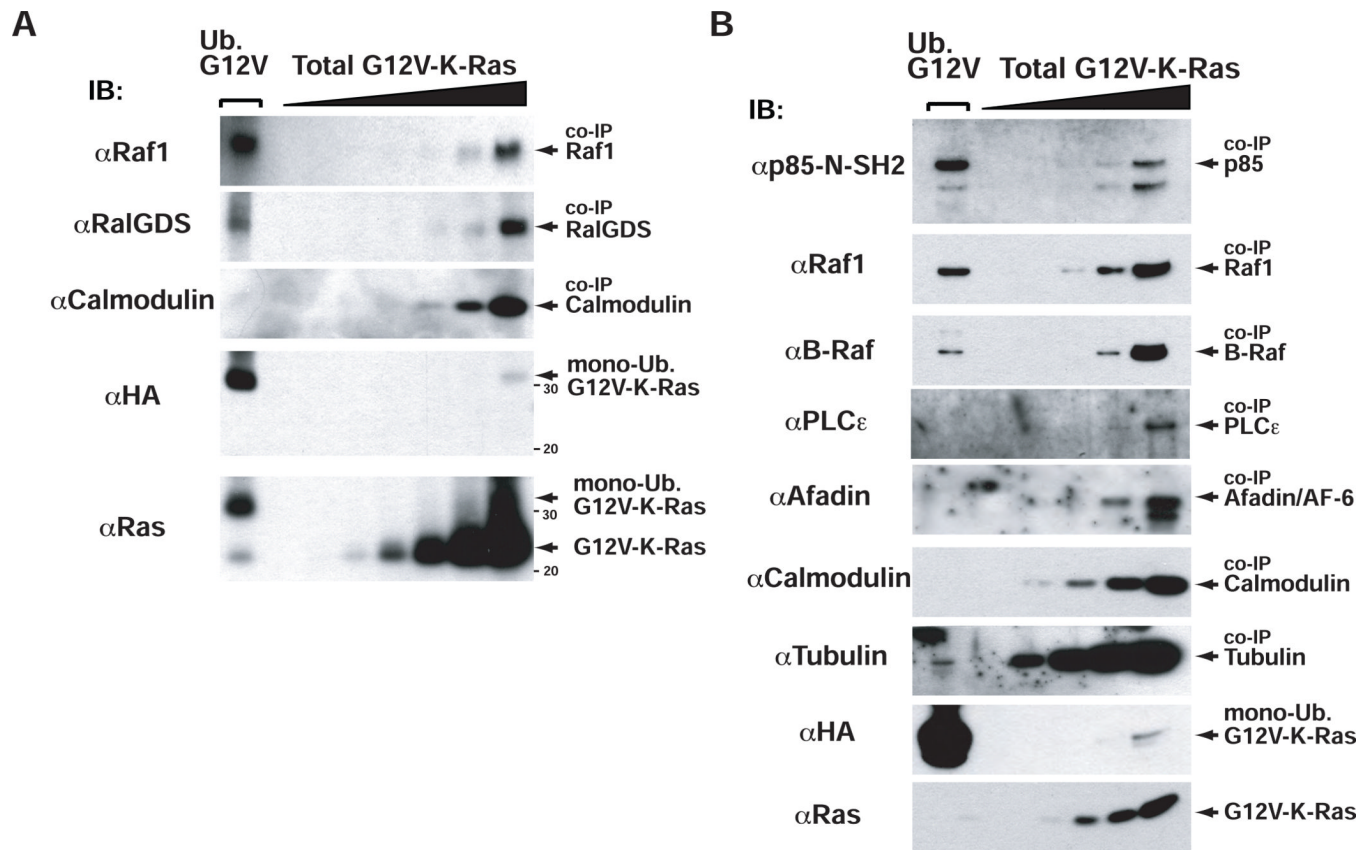 A
Ub.
G12V
Total G12V-K-Ras
IB:
αRaf1
co-IP
Raf1
αRalGDS
co-IP
RalGDS
αCalmodulin
co-IP
Calmodulin
αHA
mono-Ub.
G12V-K-Ras
30
20
αRas
mono-Ub.
G12V-K-Ras
30
G12V-K-Ras
20
B
Ub.
G12V
Total G12V-K-Ras
IB:
αp85-N-SH2
co-IP
p85
αRaf1
co-IP
Raf1
αB-Raf
co-IP
B-Raf
αPLCε
co-IP
PLCε
αAfadin
co-IP
Afadin/AF-6
αCalmodulin
co-IP
Calmodulin
αTubulin
co-IP
Tubulin
αHA
mono-Ub.
G12V-K-Ras
αRas
G12V-K-Ras